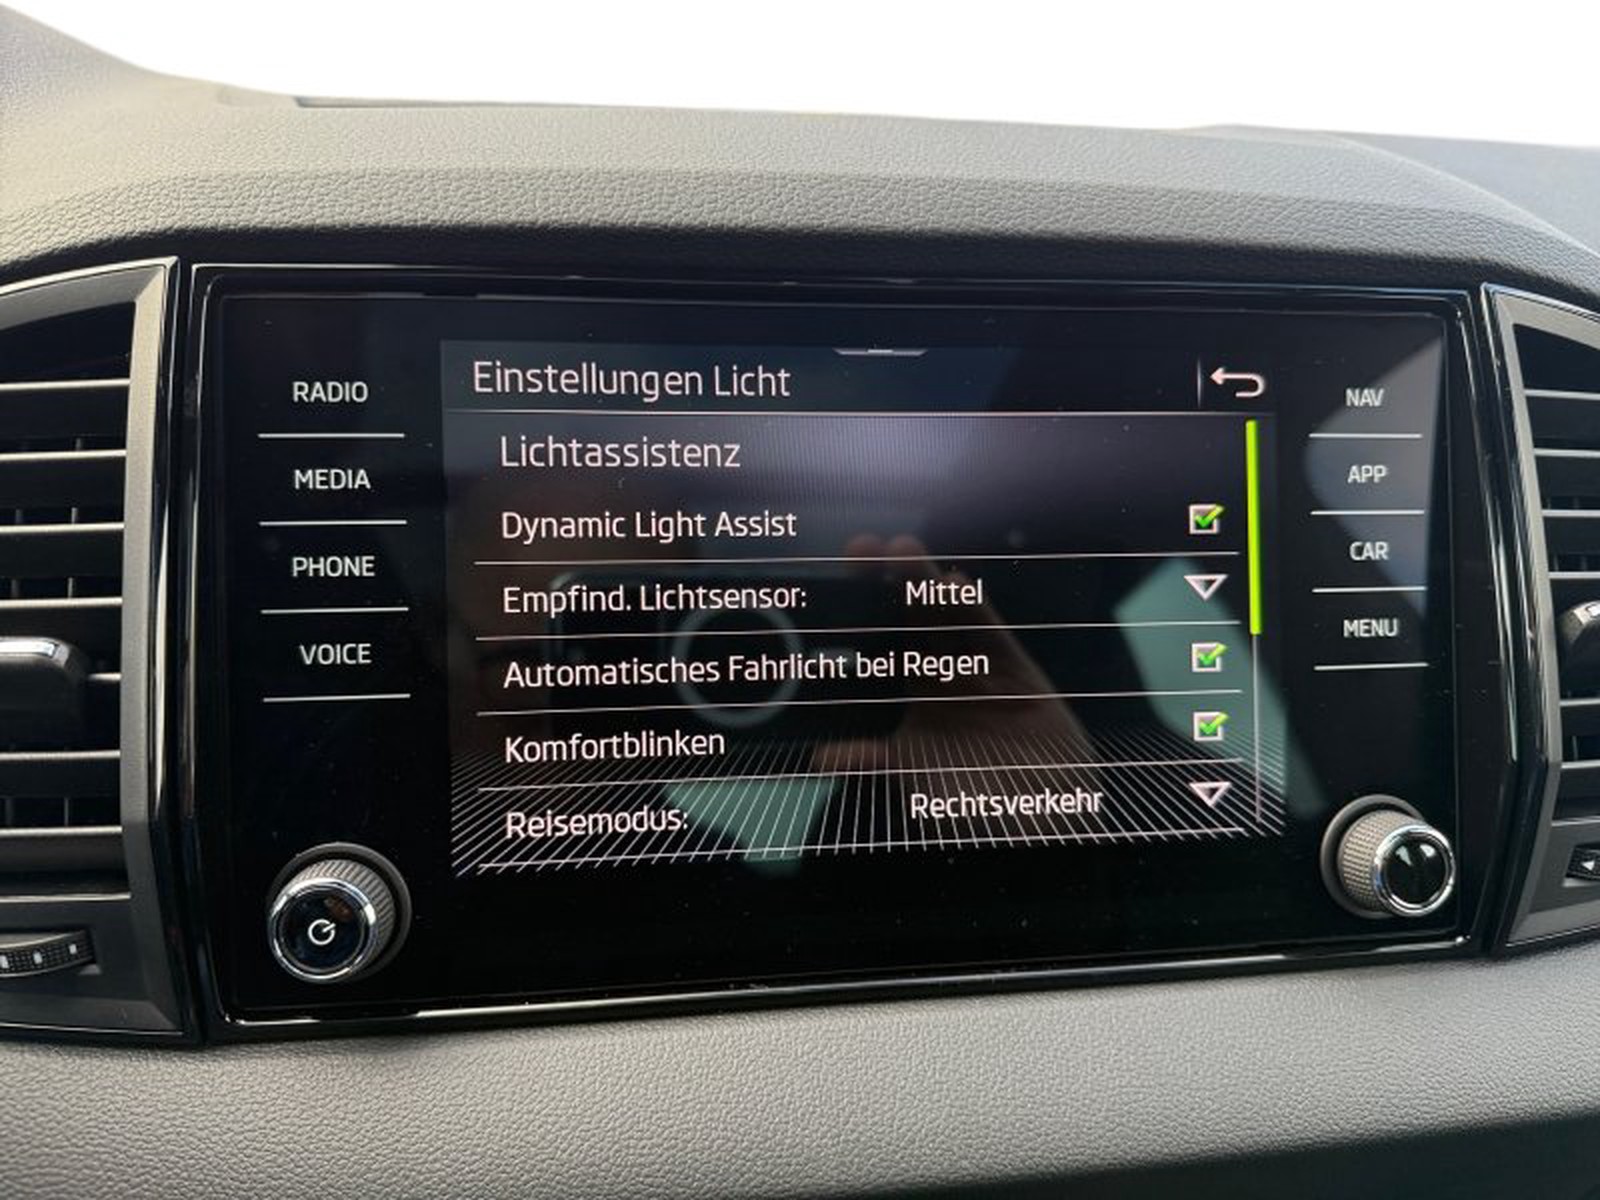 RADIO
MEDIA
PHONE
VOICE
Einstellungen Licht
Lichtassistenz
Dynamic Light Assist
Empfind. Lichtsensor: Mittel
Automatisches Fahrlicht bei Regen
Komfortblinken
Reisemodus: Rechtsverkehr
NAV
APP
CAR
MENU